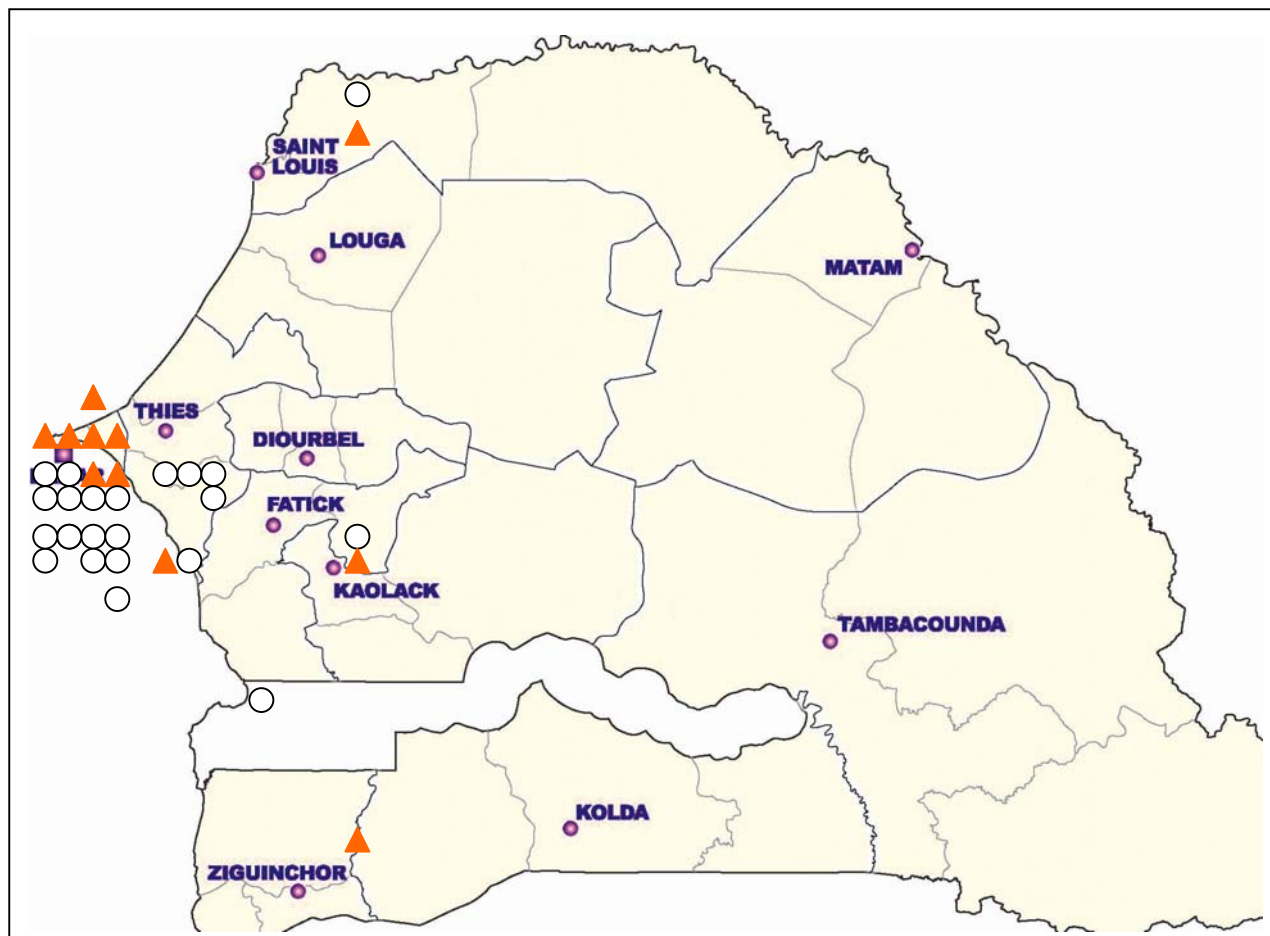 SAINT
LOUIS
LOUGA
MATAM
THIES
DIOURBEL
FATICK
KAOLACK
TAMBACOUNDA
KOLDA
ZIGUINCHOR